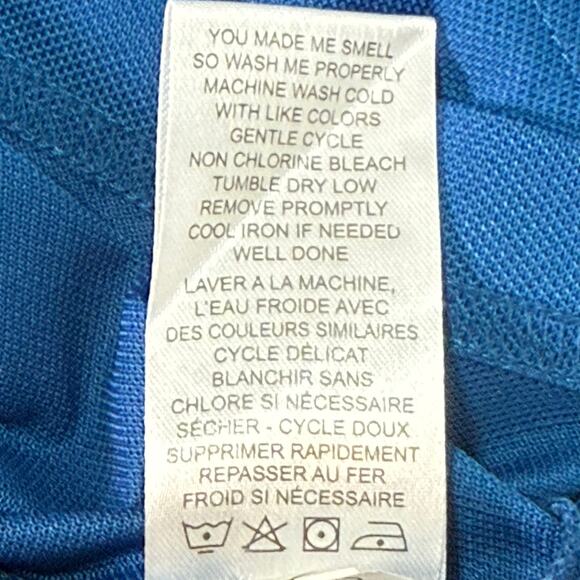 YOU MADE ME SMELL
SO WASH ME PROPERLY
MACHINE WASH COLD
WITH LIKE COLORS
GENTLE CYCLE
NON CHLORINE BLEACH
TUMBLE DRY LOW
REMOVE PROMPTLY
COOL IRON IF NEEDED
WELL DONE
LAVER A LA MACHINE,
L'EAU FROIDE AVEC
DES COULEURS SIMILAIRES
CYCLE DÉLICAT
BLANCHIR SANS
CHLORE SI NÉCESSAIRE
SÉCHER - CYCLE DOUX
SUPPRIMER RAPIDEMENT
REPASSER AU FER
FROID SI NÉCESSAIRE